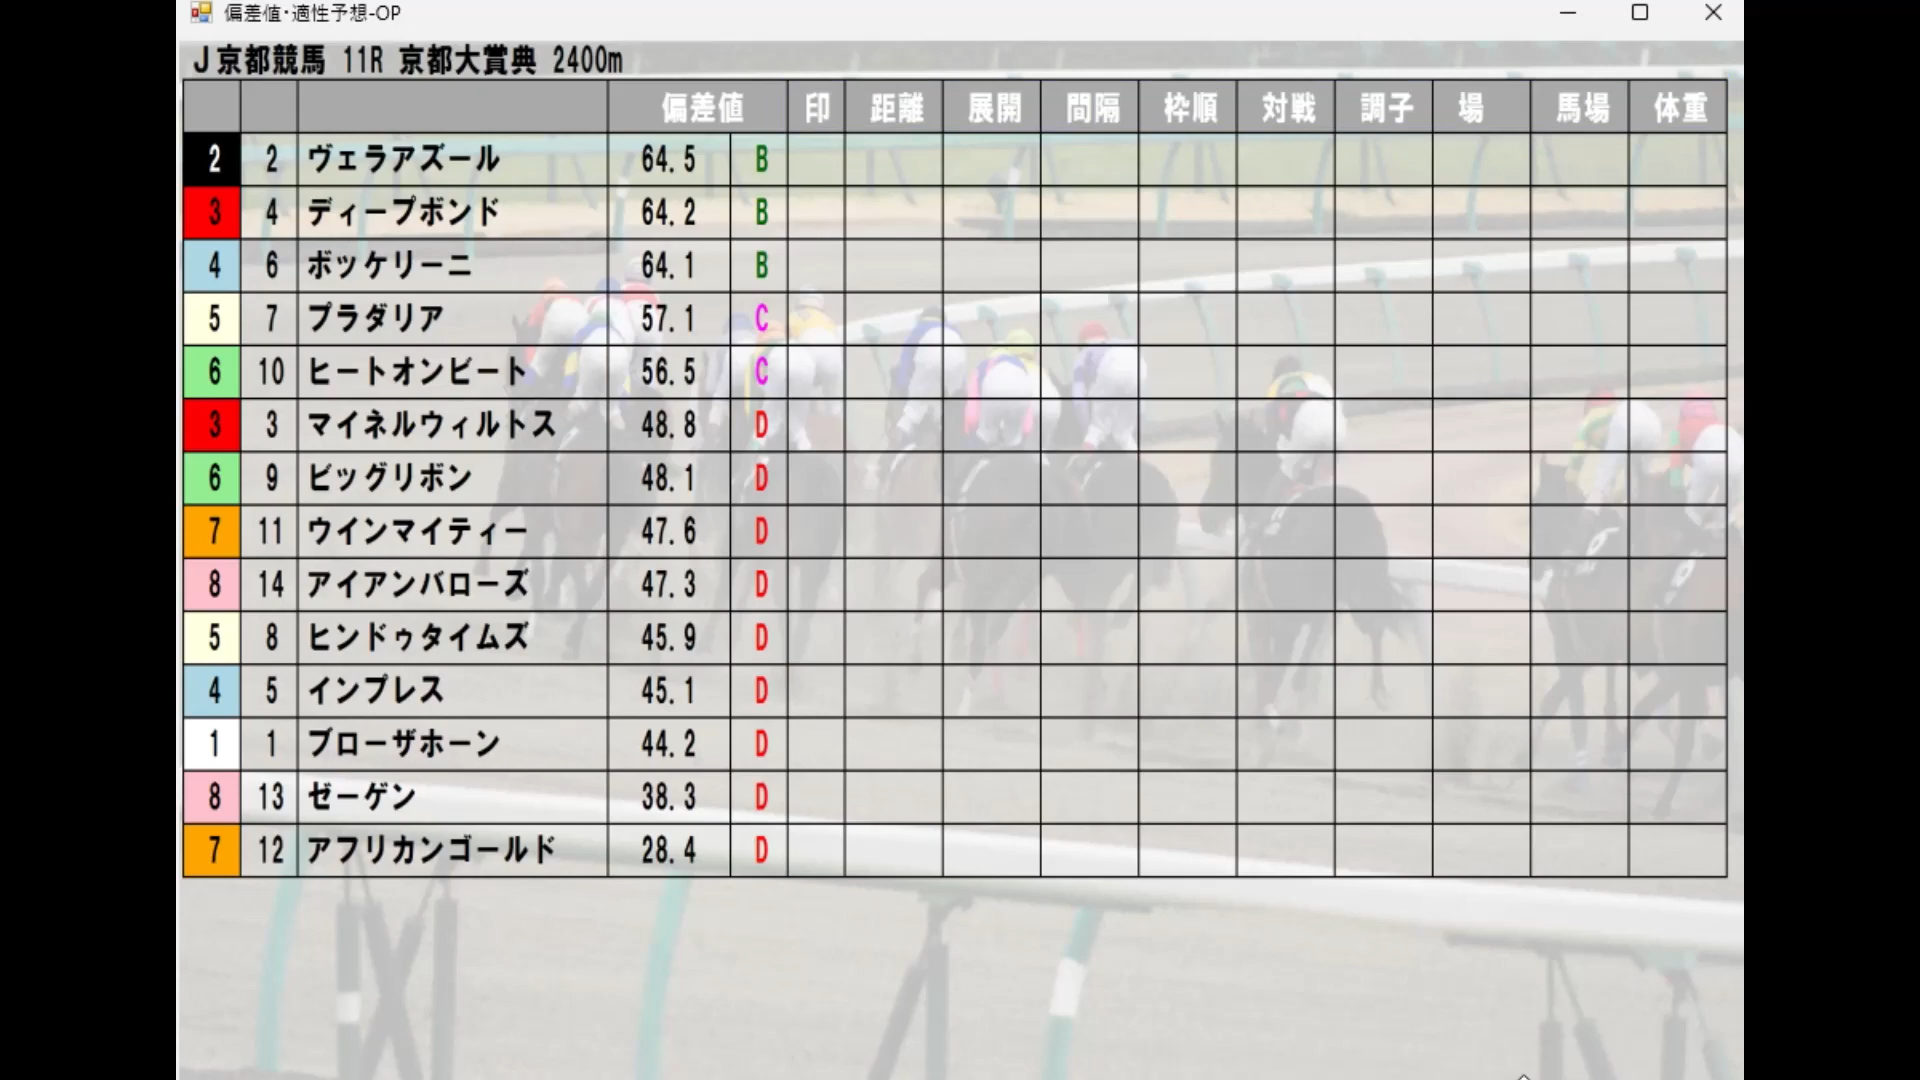 偏差値・適性予想-OP
J京都競馬 11R 京都大賞典 2400m
偏差値 印 距離 展開 間隔 枠順 対戦 調子 場 馬場 体重
2 2 ヴェラアズール 64.5 B
3 4 ディープボンド 64.2 B
4 6 ボッケリーニ 64.1 B
5 7 プラダリア 57.1 C
6 10 ヒートオンビート 56.5 C
3 3 マイネルウィルトス 48.8 D
6 9 ビッグリボン 48.1 D
7 11 ウインマイティー 47.6 D
8 14 アイアンバローズ 47.3 D
5 8 ヒンドゥタイムズ 45.9 D
4 5 インプレス 45.1 D
1 1 ブローザホーン 44.2 D
8 13 ゼーゲン 38.3 D
7 12 アフリカンゴールド 28.4 D